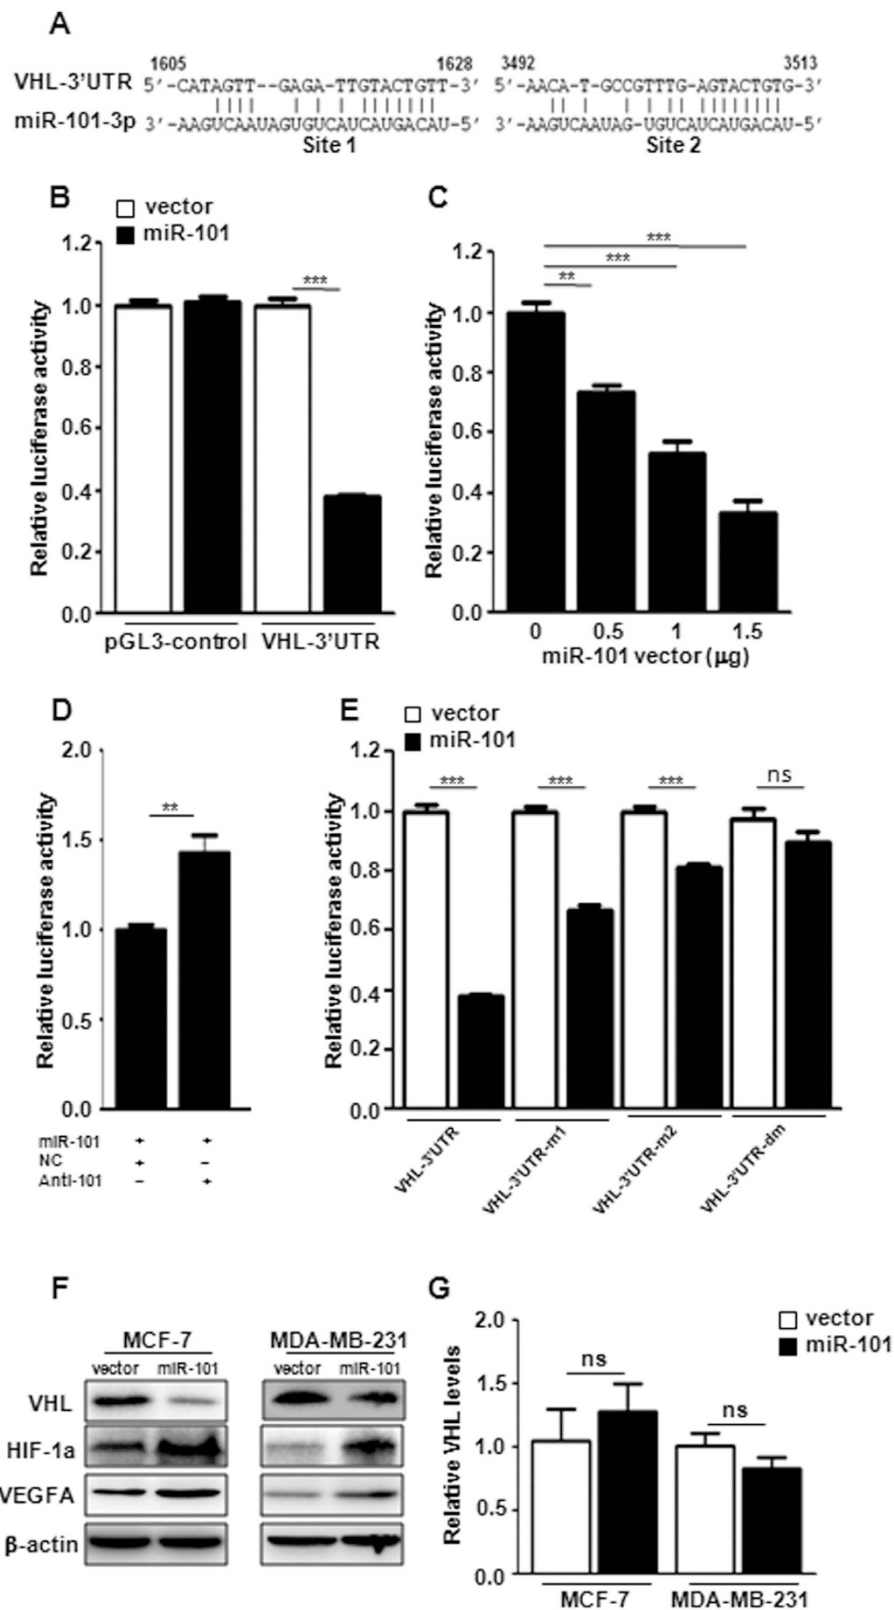 A
1605 1628 3492 3513
VHL-3'UTR 5'-CATAGTT--GAGA-TTGTACTGTT-3' 5'-AACA-T-GCCGTTTG-AGTACTGTG-3'
miR-101-3p 3'-AAGUCAAUAGUGUCAUCAUGACAU-5' 3'-AAGUCAAUAG-UGUCAUCAUGACAU-5'
Site 1 Site 2
B
vector
miR-101
Relative luciferase activity
1.2
1.0
0.8
0.6
0.4
0.2
0.0
***
pGL3-control VHL-3'UTR
C
Relative luciferase activity
1.2
1.0
0.8
0.6
0.4
0.2
0.0
***
***
**
0 0.5 1 1.5
miR-101 vector (μg)
D
Relative luciferase activity
2.0
1.5
1.0
0.5
0.0
**
miR-101 + +
NC + -
Anti-101 - +
E
vector
miR-101
Relative luciferase activity
1.2
1.0
0.8
0.6
0.4
0.2
0.0
*** *** *** ns
VHL-3'UTR VHL-3'UTR-m1 VHL-3'UTR-m2 VHL-3'UTR-dm
F
MCF-7 MDA-MB-231
vector miR-101 vector miR-101
VHL
HIF-1a
VEGFA
β-actin
G
vector
miR-101
Relative VHL levels
2.0
1.5
1.0
0.5
0.0
ns ns
MCF-7 MDA-MB-231